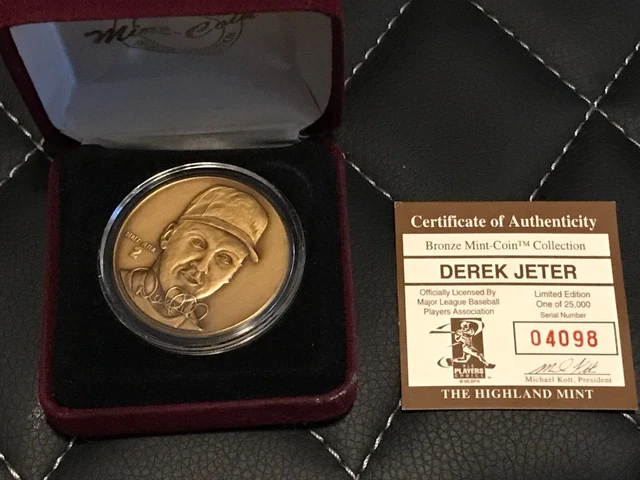 Mint-Coin
2
Certificate of Authenticity
Bronze Mint-Coin™ Collection
DEREK JETER
Officially Licensed By
Major League Baseball
Players Association
Limited Edition
One of 25,000
Serial Number
04098
PLAYERS
CHOICE
Michael Kott, President
THE HIGHLAND MINT